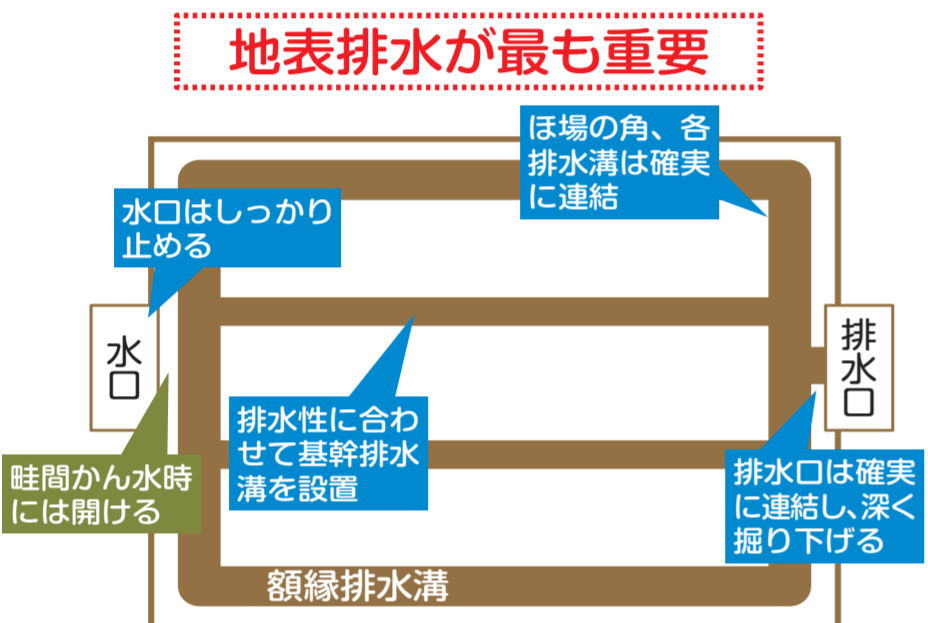 地表排水が最も重要
ほ場の角、各
排水溝は確実
に連結
水口はしっかり
止める
水口
排水口
排水性に合わ
せて基幹排水
溝を設置
畦間かん水時
には開ける
排水口は確実
に連結し、深く
掘り下げる
額縁排水溝